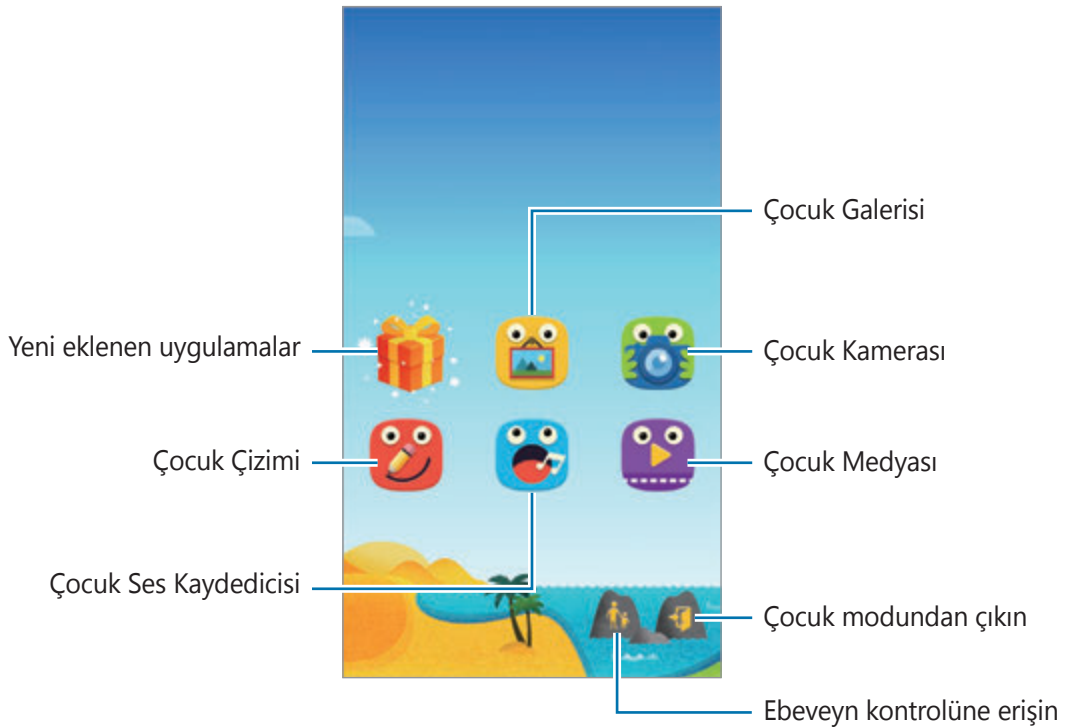 Çocuk Galerisi
Yeni eklenen uygulamalar
Çocuk Kamerası
Çocuk Çizimi
Çocuk Medyası
Çocuk Ses Kaydedicisi
Çocuk modundan çıkın
Ebeveyn kontrolüne erişin